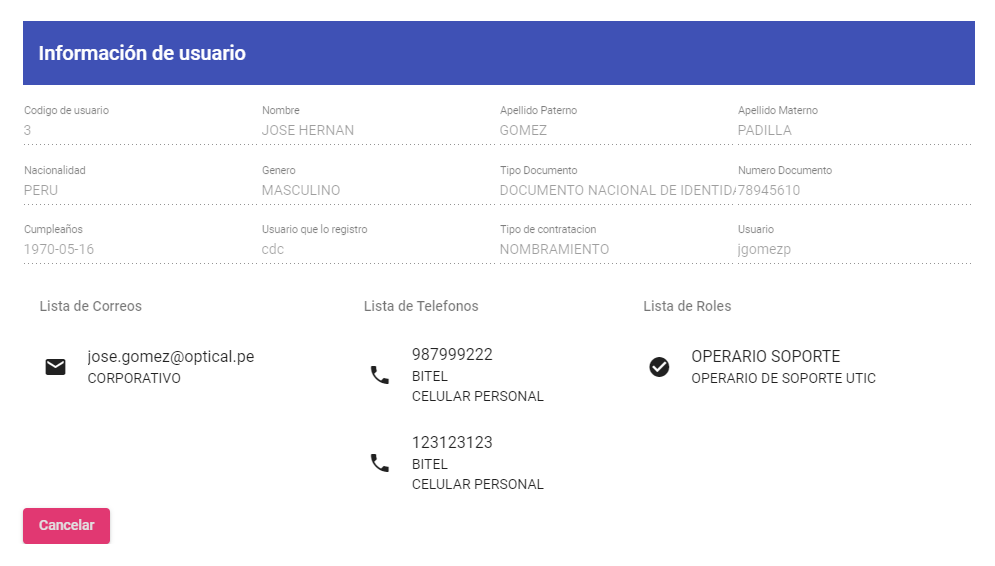 Información de usuario
Codigo de usuario Nombre Apellido Paterno Apellido Materno
3 JOSE HERNAN GOMEZ PADILLA
Nacionalidad Genero Tipo Documento Numero Documento
PERU MASCULINO DOCUMENTO NACIONAL DE IDENTIDA 78945610
Cumpleaños Usuario que lo registro Tipo de contratacion Usuario
1970-05-16 cdc NOMBRAMIENTO jgomezp
Lista de Correos Lista de Telefonos Lista de Roles
jose.gomez@optical.pe
CORPORATIVO
987999222
BITEL
CELULAR PERSONAL
123123123
BITEL
CELULAR PERSONAL
OPERARIO SOPORTE
OPERARIO DE SOPORTE UTIC
Cancelar